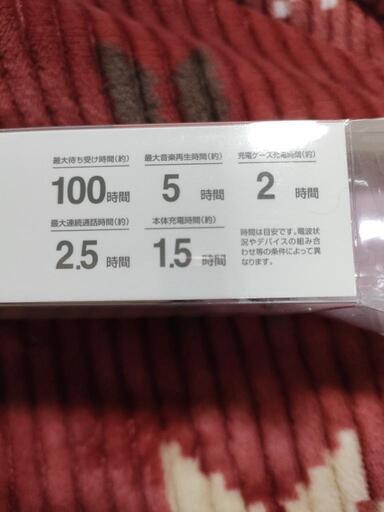 最大待ち受け時間(約)
100時間
最大音楽再生時間(約)
5 時間
充電ケース充電時間(約)
2 時間
最大連続通話時間(約)
2.5 時間
本体充電時間(約)
1.5 時間
時間は目安です。電波状
況やデバイスの組み合
わせ等の条件によって異
なります。